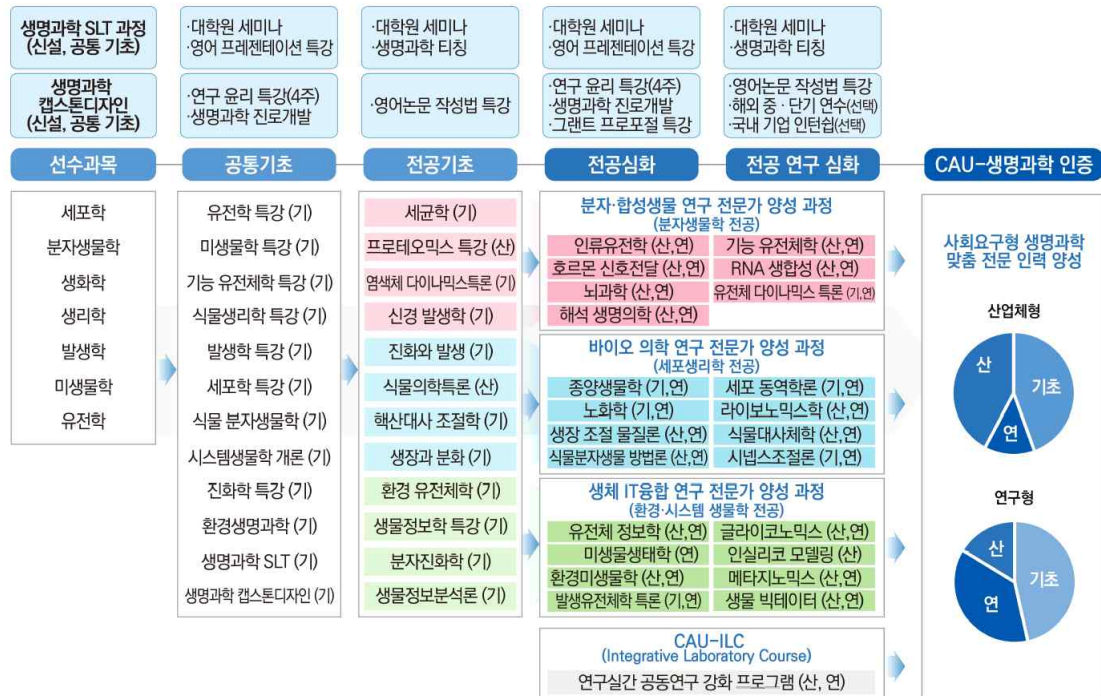 생명과학 SLT 과정
(신설, 공통 기초)
·대학원 세미나
·영어 프레젠테이션 특강
·대학원 세미나
·생명과학 티칭
·대학원 세미나
·영어 프레젠테이션 특강
·대학원 세미나
·생명과학 티칭
생명과학
캡스톤디자인
(신설, 공통 기초)
·연구 윤리 특강(4주)
·생명과학 진로개발
·영어논문 작성법 특강
·연구 윤리 특강(4주)
·생명과학 진로개발
·그랜트 프로포절 특강
·영어논문 작성법 특강
·해외 중·단기 연수(선택)
·국내 기업 인턴쉽(선택)
선수과목
공통기초
전공기초
전공심화
전공 연구 심화
CAU-생명과학 인증
세포학
분자생물학
생화학
생리학
발생학
미생물학
유전학
유전학 특강 (기)
미생물학 특강 (기)
기능 유전체학 특강 (기)
식물생리학 특강 (기)
발생학 특강 (기)
세포학 특강 (기)
식물 분자생물학 (기)
시스템생물학 개론 (기)
진화학 특강 (기)
환경생명과학 (기)
생명과학 SLT (기)
생명과학 캡스톤디자인 (기)
세균학 (기)
프로테오믹스 특강 (산)
염색체 다이나믹스특론 (기)
신경 발생학 (기)
진화와 발생 (기)
식물의학특론 (산)
핵산대사 조절학 (기)
생장과 분화 (기)
환경 유전체학 (기)
생물정보학 특강 (기)
분자진화학 (기)
생물정보분석론 (기)
분자·합성생물 연구 전문가 양성 과정
(분자생물학 전공)
인류유전학 (산,연)
기능 유전체학 (산,연)
호르몬 신호전달 (산,연)
RNA 생합성 (산,연)
뇌과학 (산,연)
유전체 다이나믹스 특론 (기,연)
해석 생명의학 (산,연)
바이오 의학 연구 전문가 양성 과정
(세포생리학 전공)
종양생물학 (기,연)
세포 동역학론 (기,연)
노화학 (기,연)
라이보노믹스학 (산,연)
생장 조절 물질론 (산,연)
식물대사체학 (산,연)
식물분자생물 방법론 (산,연)
시넵스조절론 (기,연)
생체 IT융합 연구 전문가 양성 과정
(환경·시스템 생물학 전공)
유전체 정보학 (산,연)
글라이코노믹스 (산,연)
미생물생태학 (연)
인실리코 모델링 (산)
환경미생물학 (산,연)
메타지노믹스 (산,연)
발생유전체학 특론 (기,연)
생물 빅테이터 (산,연)
CAU-ILC
(Integrative Laboratory Course)
연구실간 공동연구 강화 프로그램 (산, 연)
사회요구형 생명과학
맞춤 전문 인력 양성
산업체형
산
기초
연
연구형
산
기초
연